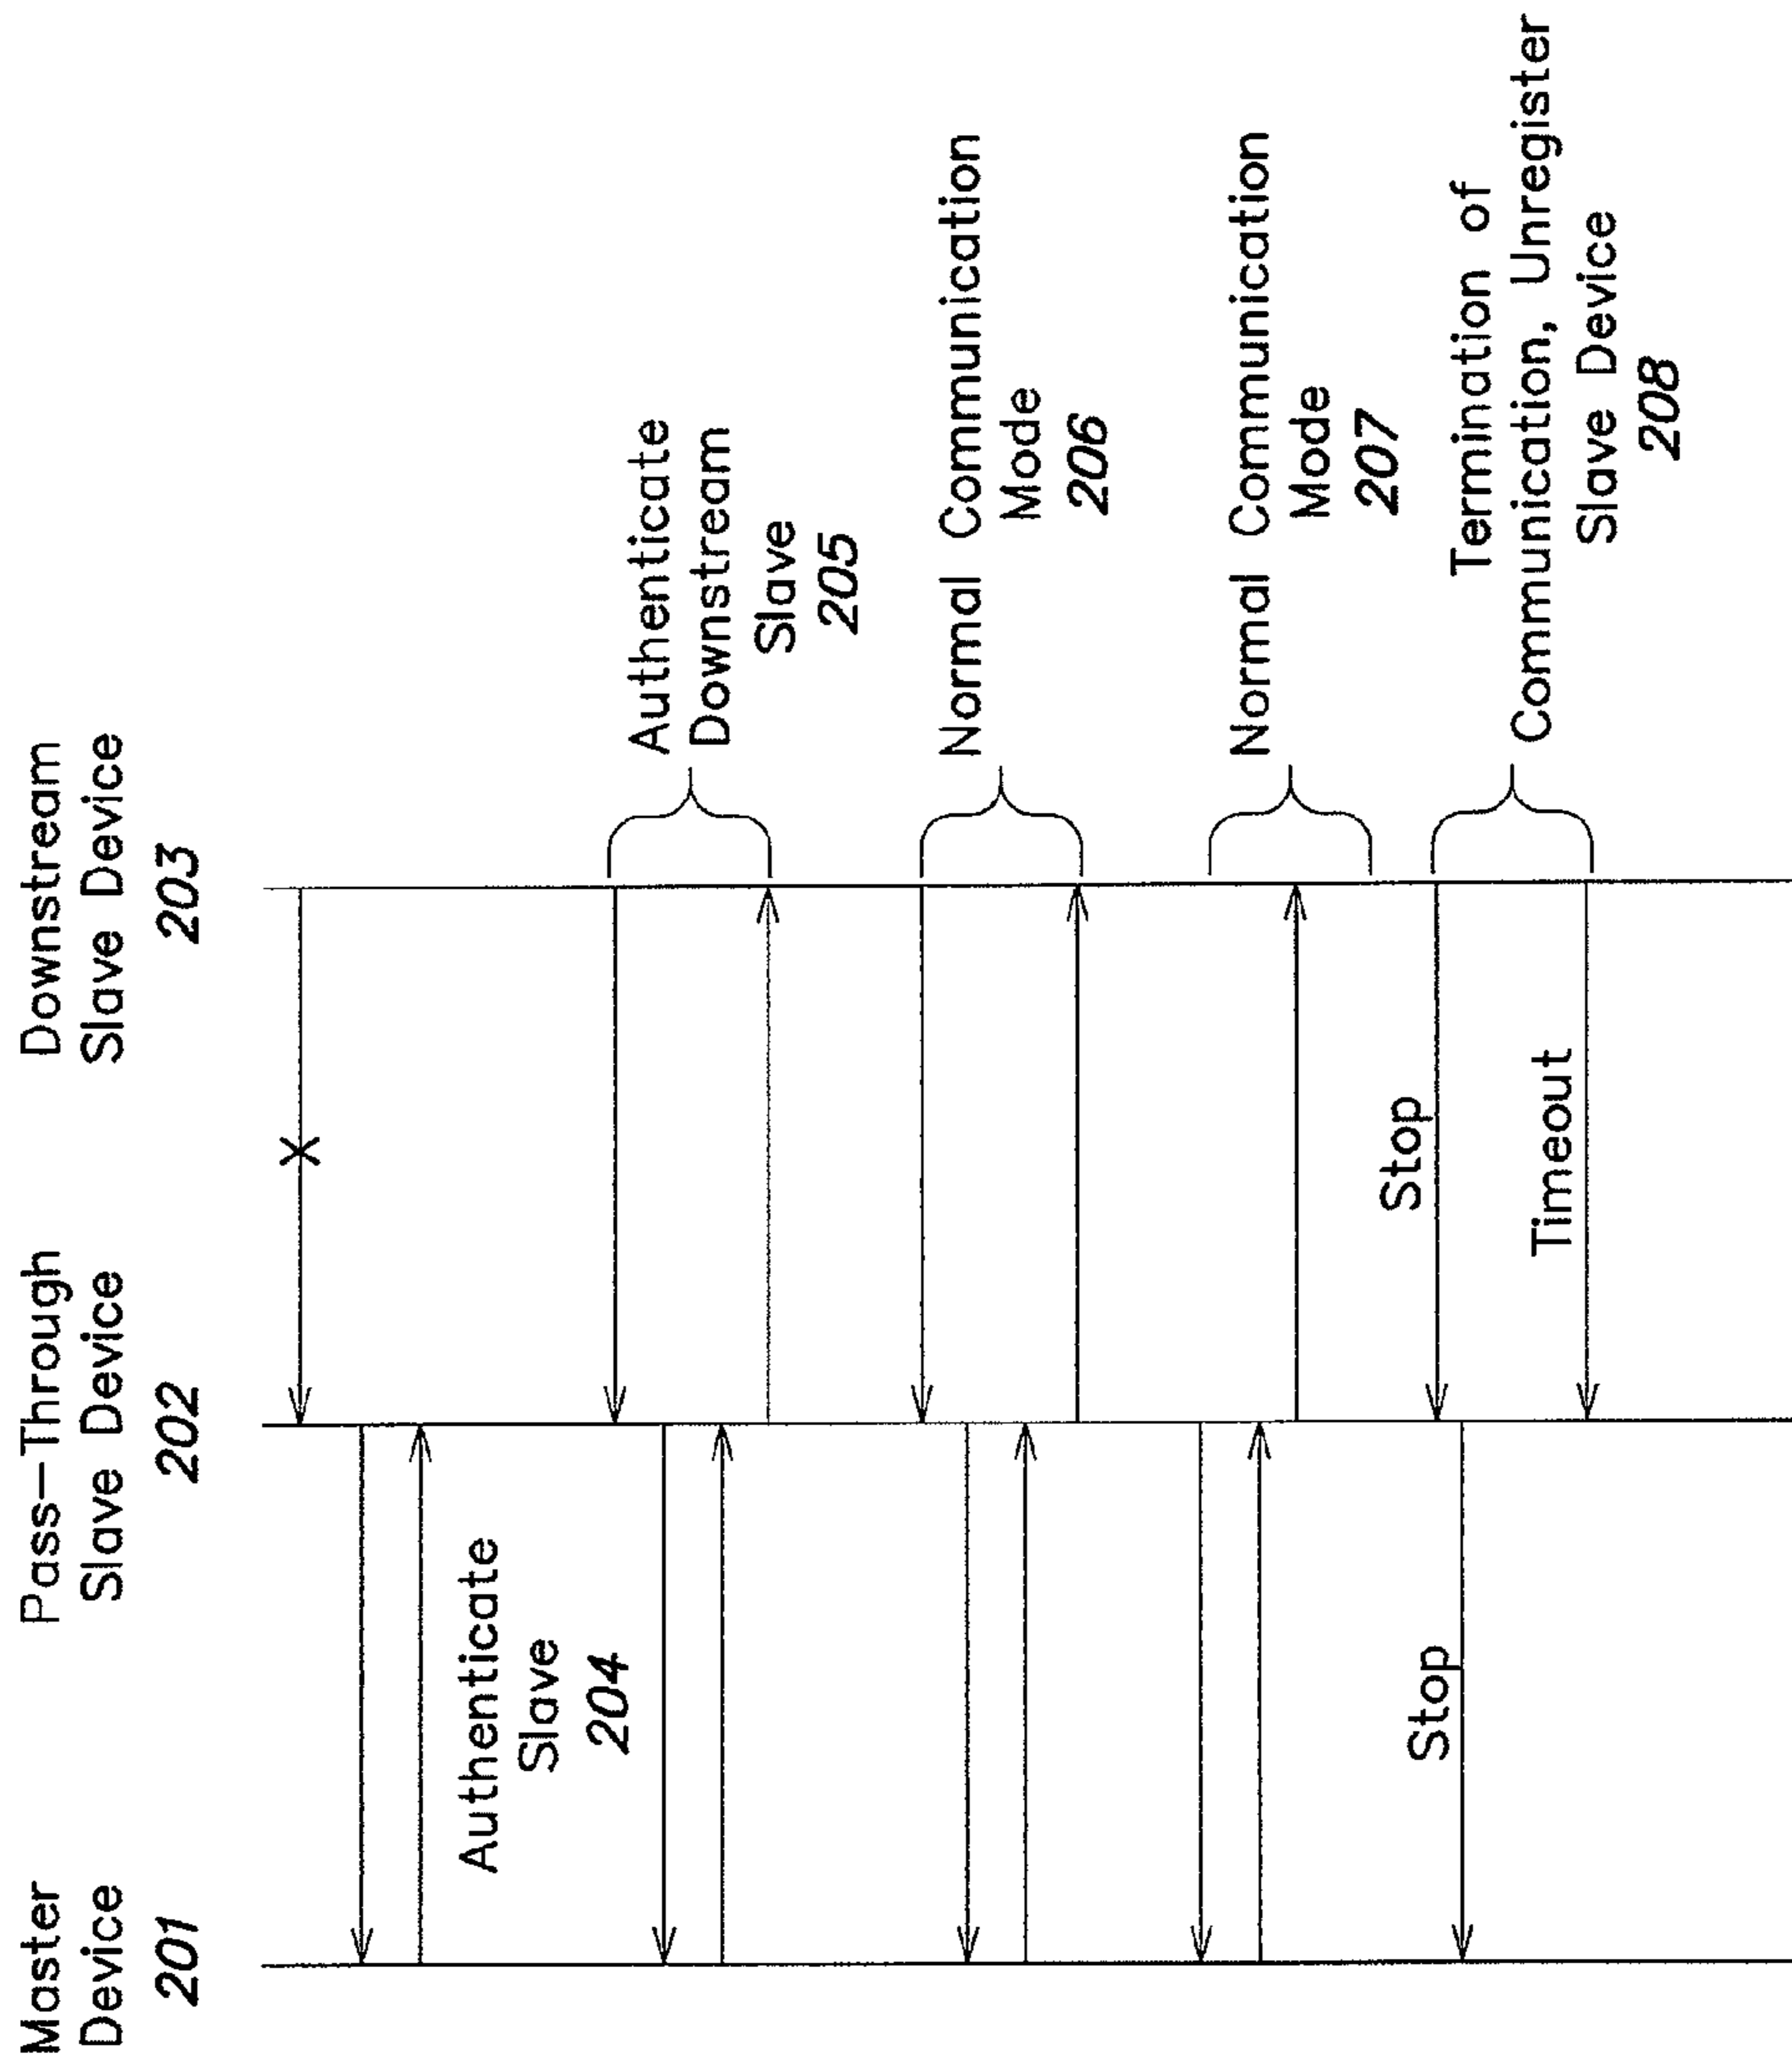 Master
Device
201
Pass-Through
Slave Device
202
Downstream
Slave Device
203
X
Authenticate
Slave
204
Authenticate
Downstream
Slave
205
Normal Communication
Mode
206
Normal Communication
Mode
207
Stop
Stop
Timeout
Termination of
Communication, Unregister
Slave Device
208